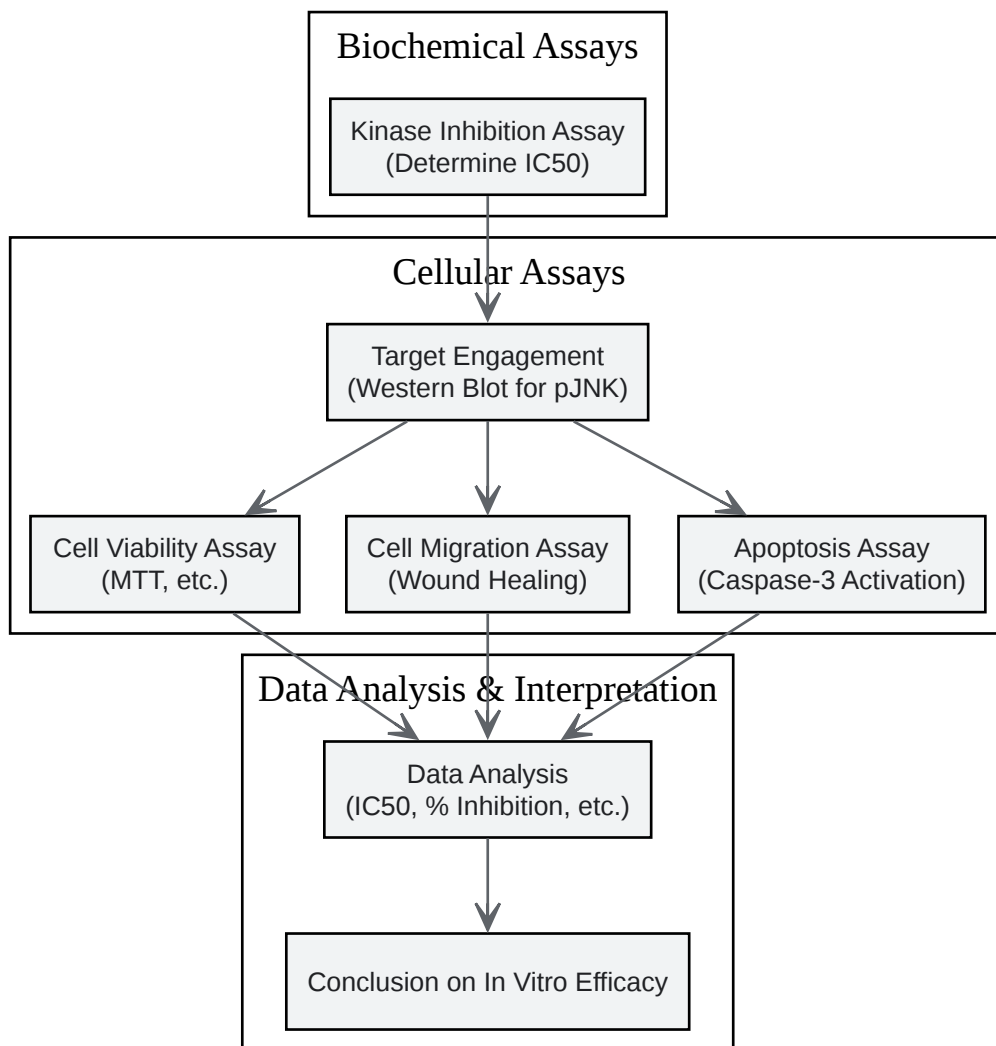 Biochemical Assays
Kinase Inhibition Assay
(Determine IC50)
Cellular Assays
Target Engagement
(Western Blot for pJNK)
Cell Viability Assay
(MTT, etc.)
Cell Migration Assay
(Wound Healing)
Apoptosis Assay
(Caspase-3 Activation)
Data Analysis & Interpretation
Data Analysis
(IC50, % Inhibition, etc.)
Conclusion on In Vitro Efficacy